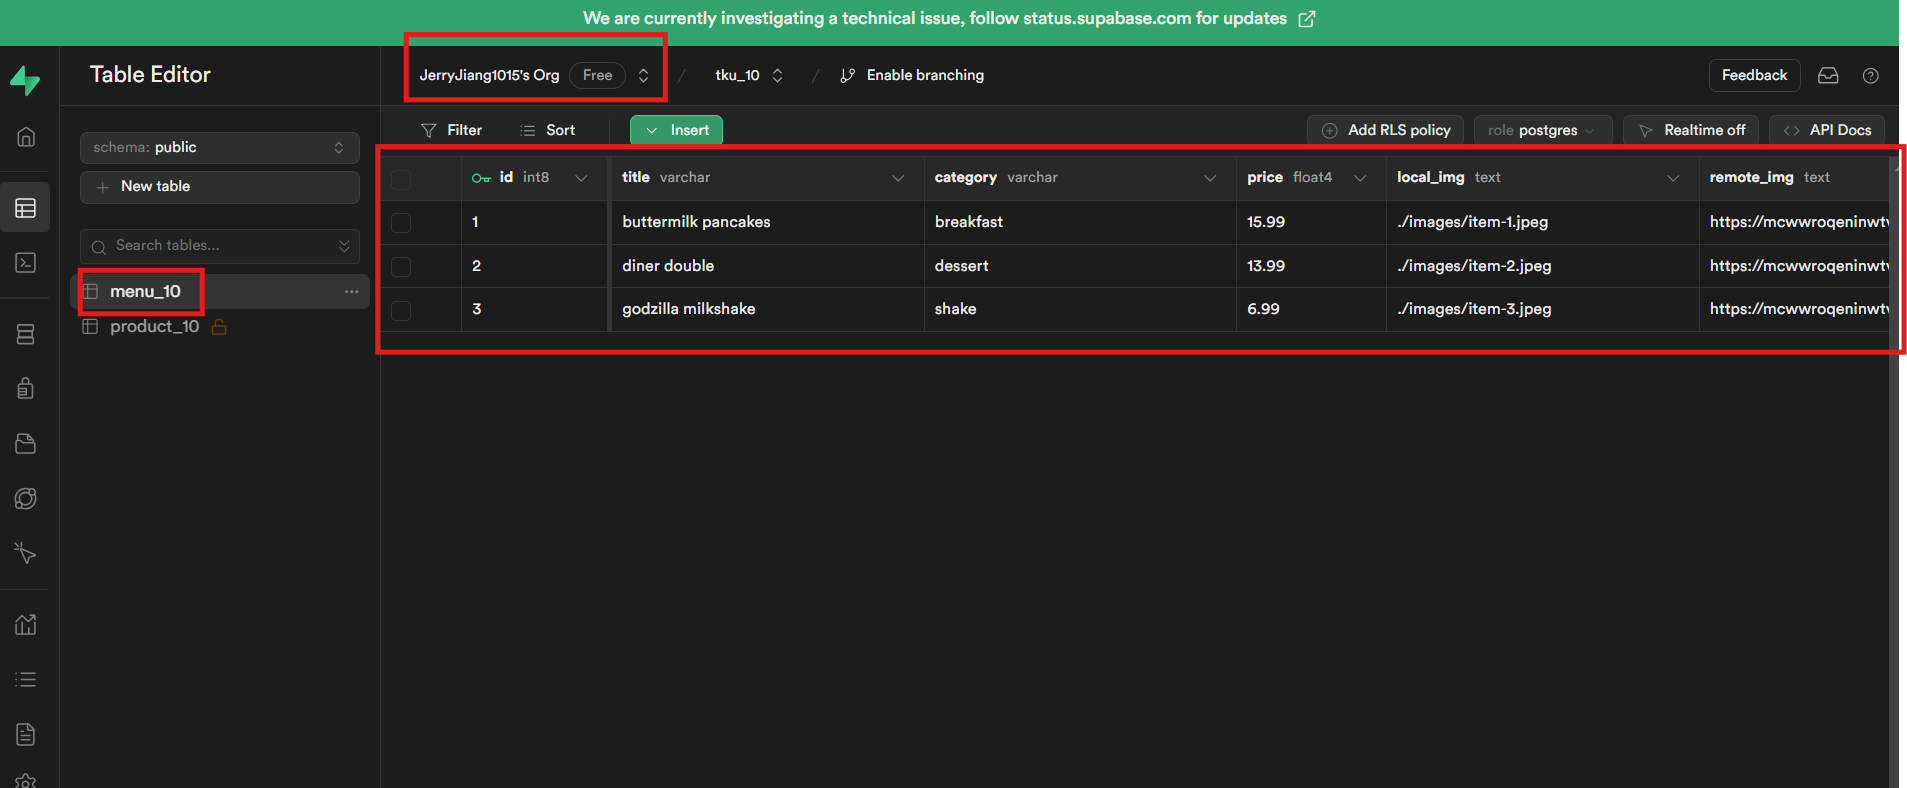 We are currently investigating a technical issue, follow status.supabase.com for updates
Table Editor
JerryJiang1015's Org Free / tku_10 / Enable branching Feedback
schema: public
New table
Search tables...
menu_10
product_10
Filter Sort Insert Add RLS policy role postgres Realtime off API Docs
id int8 title varchar category varchar price float4 local_img text remote_img text
1 buttermilk pancakes breakfast 15.99 ./images/item-1.jpeg https://mcwwroqeninwtv
2 diner double dessert 13.99 ./images/item-2.jpeg https://mcwwroqeninwtv
3 godzilla milkshake shake 6.99 ./images/item-3.jpeg https://mcwwroqeninwtv